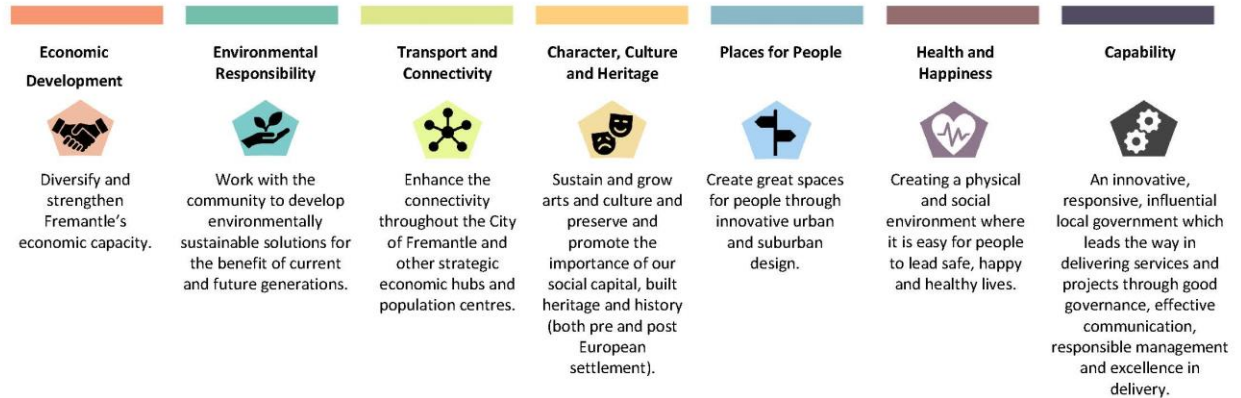 Economic
Development
Environmental
Responsibility
Transport and
Connectivity
Character, Culture
and Heritage
Places for People
Health and
Happiness
Capability
Diversify and
strengthen
Fremantle’s
economic capacity.
Work with the
community to develop
environmentally
sustainable solutions for
the benefit of current
and future generations.
Enhance the
connectivity
throughout the City
of Fremantle and
other strategic
economic hubs and
population centres.
Sustain and grow
arts and culture and
preserve and
promote the
importance of our
social capital, built
heritage and history
(both pre and post
European
settlement).
Create great spaces
for people through
innovative urban
and suburban
design.
Creating a physical
and social
environment where
it is easy for people
to lead safe, happy
and healthy lives.
An innovative,
responsive, influential
local government which
leads the way in
delivering services and
projects through good
governance, effective
communication,
responsible management
and excellence in
delivery.